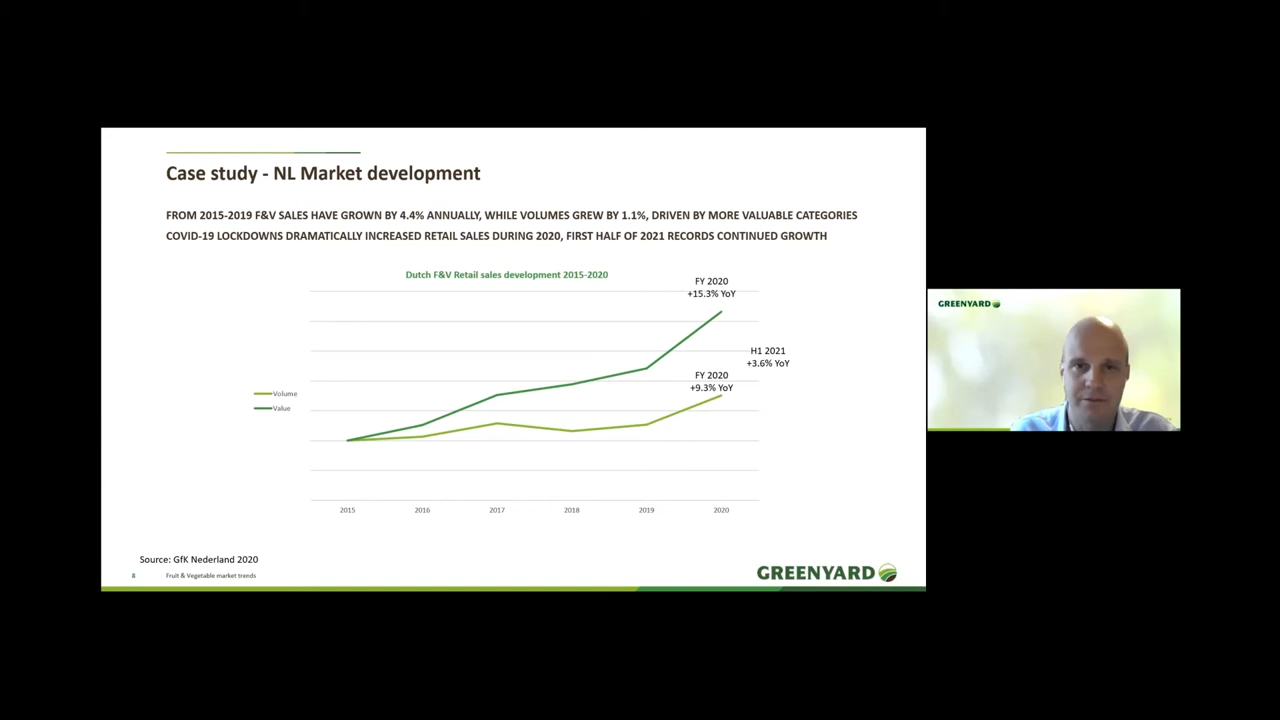 Case study - NL Market development
FROM 2015-2019 F&V SALES HAVE GROWN BY 4.4% ANNUALLY, WHILE VOLUMES GREW BY 1.1%, DRIVEN BY MORE VALUABLE CATEGORIES
COVID-19 LOCKDOWNS DRAMATICALLY INCREASED RETAIL SALES DURING 2020, FIRST HALF OF 2021 RECORDS CONTINUED GROWTH
Dutch F&V Retail sales development 2015-2020
FY 2020
+15.3% YoY
H1 2021
+3.6% YoY
FY 2020
+9.3% YoY
Volume
Value
2015 2016 2017 2018 2019 2020
Source: GfK Nederland 2020
8 Fruit & Vegetable market trends
GREENYARD
GREENYARD